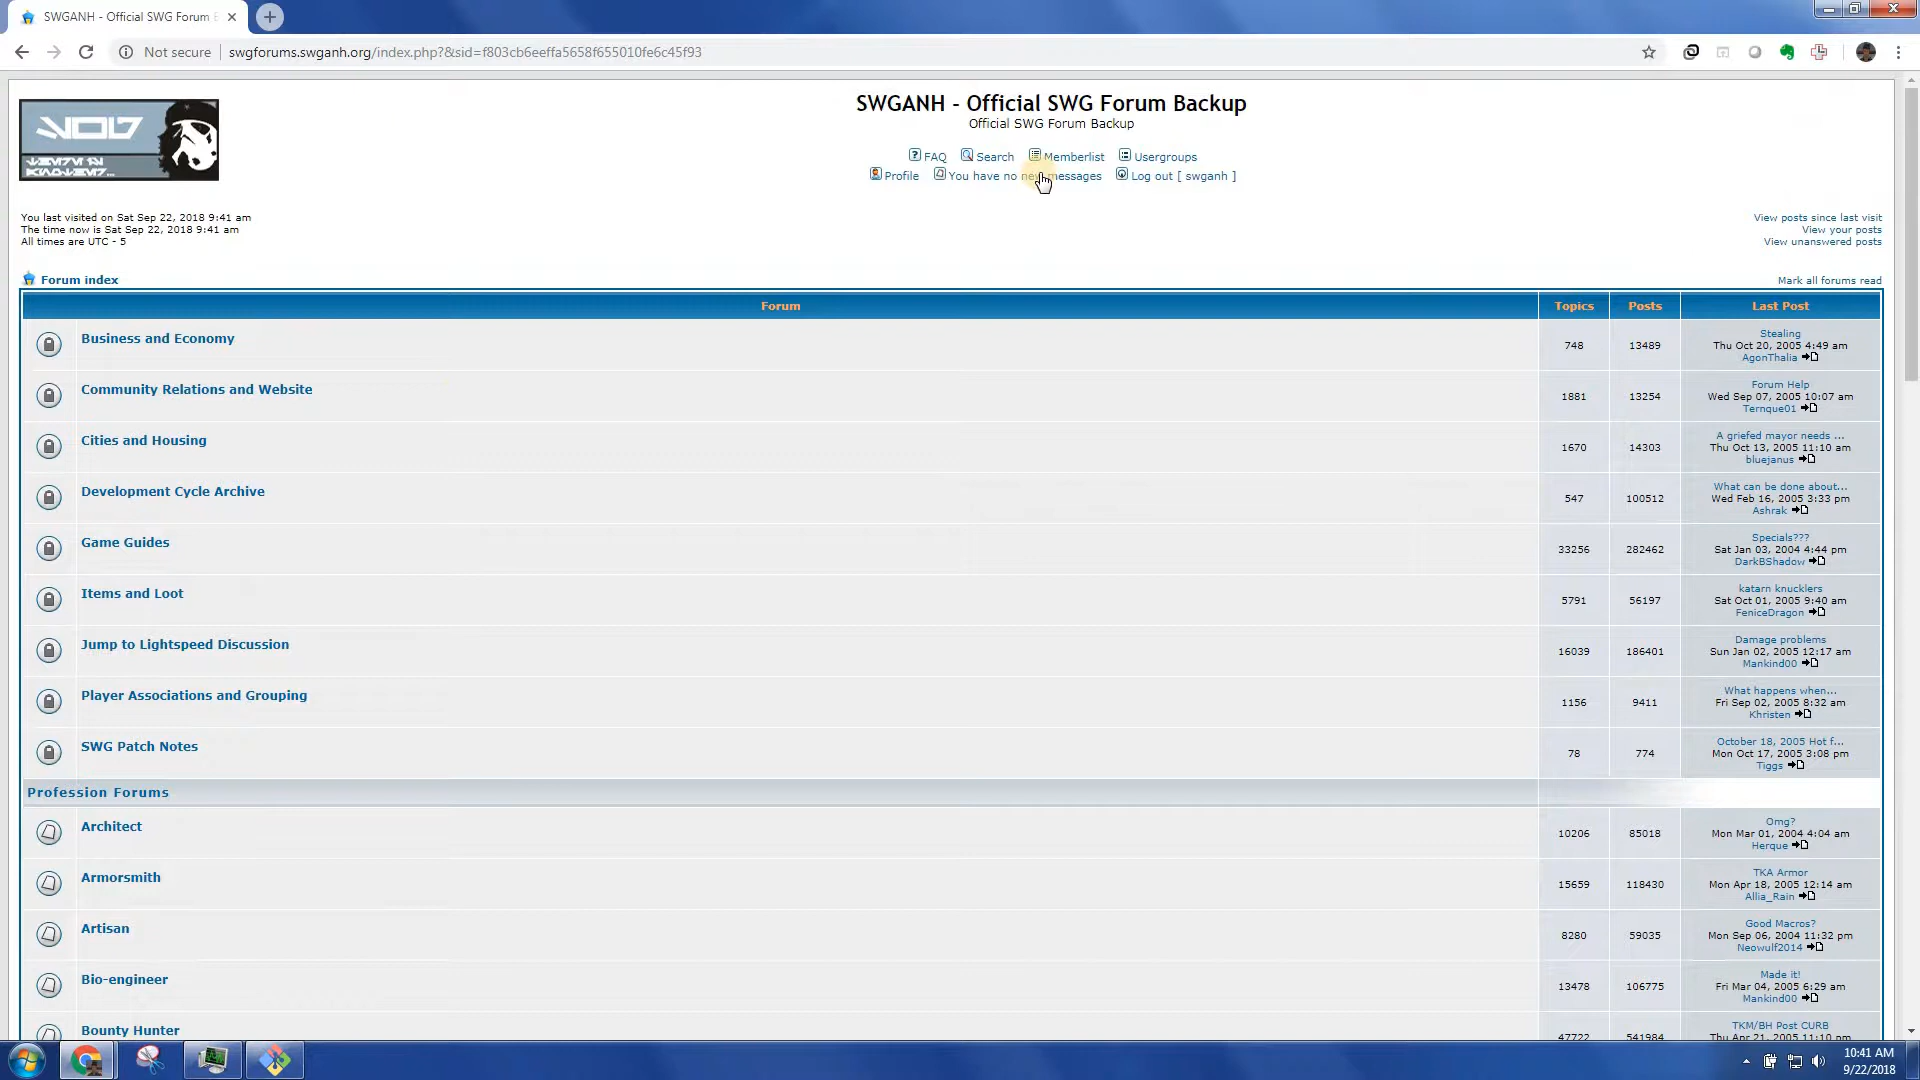 SWGANH - Official SWG Forum B
Not secure swgforums.swganh.org/index.php?&sid=f803cb6eeffa5658f655010fe6c45f93
SWGANH - Official SWG Forum Backup
Official SWG Forum Backup
FAQ Search Memberlist Usergroups
Profile You have no new messages Log out [ swganh ]
You last visited on Sat Sep 22, 2018 9:41 am
The time now is Sat Sep 22, 2018 9:41 am
All times are UTC - 5
View posts since last visit
View your posts
View unanswered posts
Forum index Mark all forums read
Forum Topics Posts Last Post
Business and Economy 748 13489 Stealing
Thu Oct 20, 2005 4:49 am
AgonThalia
Community Relations and Website 1881 13254 Forum Help
Wed Sep 07, 2005 10:07 am
Ternque01
Cities and Housing 1670 14303 A griefed mayor needs ...
Thu Oct 13, 2005 11:10 am
bluejanus
Development Cycle Archive 547 100512 What can be done about...
Wed Feb 16, 2005 3:33 pm
Ashrak
Game Guides 33256 282462 Specials???
Sat Jan 03, 2004 4:44 pm
DarkBShadow
Items and Loot 5791 56197 katarn knucklers
Sat Oct 01, 2005 9:40 am
FeniceDragon
Jump to Lightspeed Discussion 16039 186401 Damage problems
Sun Jan 02, 2005 12:17 am
Mankind00
Player Associations and Grouping 1156 9411 What happens when...
Fri Sep 02, 2005 8:32 am
Khristen
SWG Patch Notes 78 774 October 18, 2005 Hot f...
Mon Oct 17, 2005 3:08 pm
Tiggs
Profession Forums
Architect 10206 85018 Omg?
Mon Mar 01, 2004 4:04 am
Herque
Armorsmith 15659 118430 TKA Armor
Mon Apr 18, 2005 12:14 am
Allia_Rain
Artisan 8280 59035 Good Macros?
Mon Sep 06, 2004 11:32 pm
Neowulf2014
Bio-engineer 13478 106775 Made it!
Fri Mar 04, 2005 6:29 am
Mankind00
Bounty Hunter 47722 541984 TKM/BH Post CURB
Thu Apr 21, 2005 11:10 pm
10:41 AM
9/22/2018